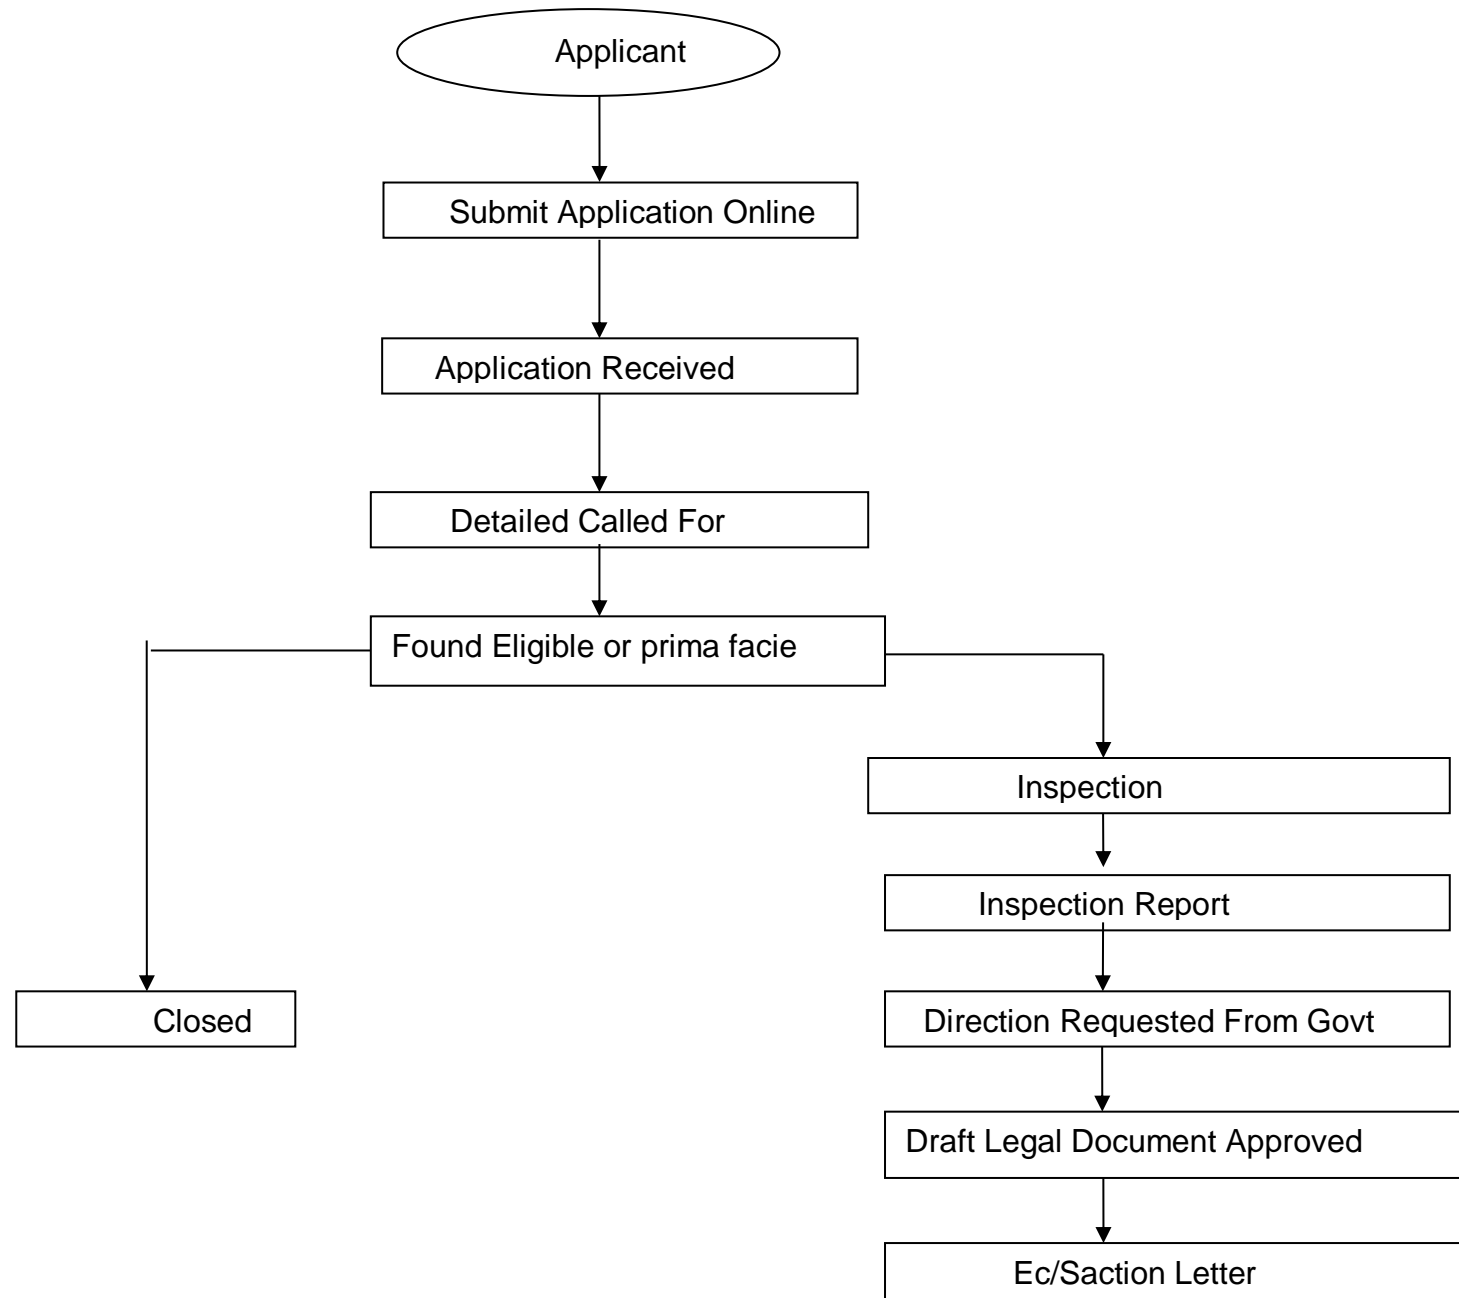 Applicant
Submit Application Online
Application Received
Detailed Called For
Found Eligible or prima facie
Inspection
Inspection Report
Closed
Direction Requested From Govt
Draft Legal Document Approved
Ec/Saction Letter